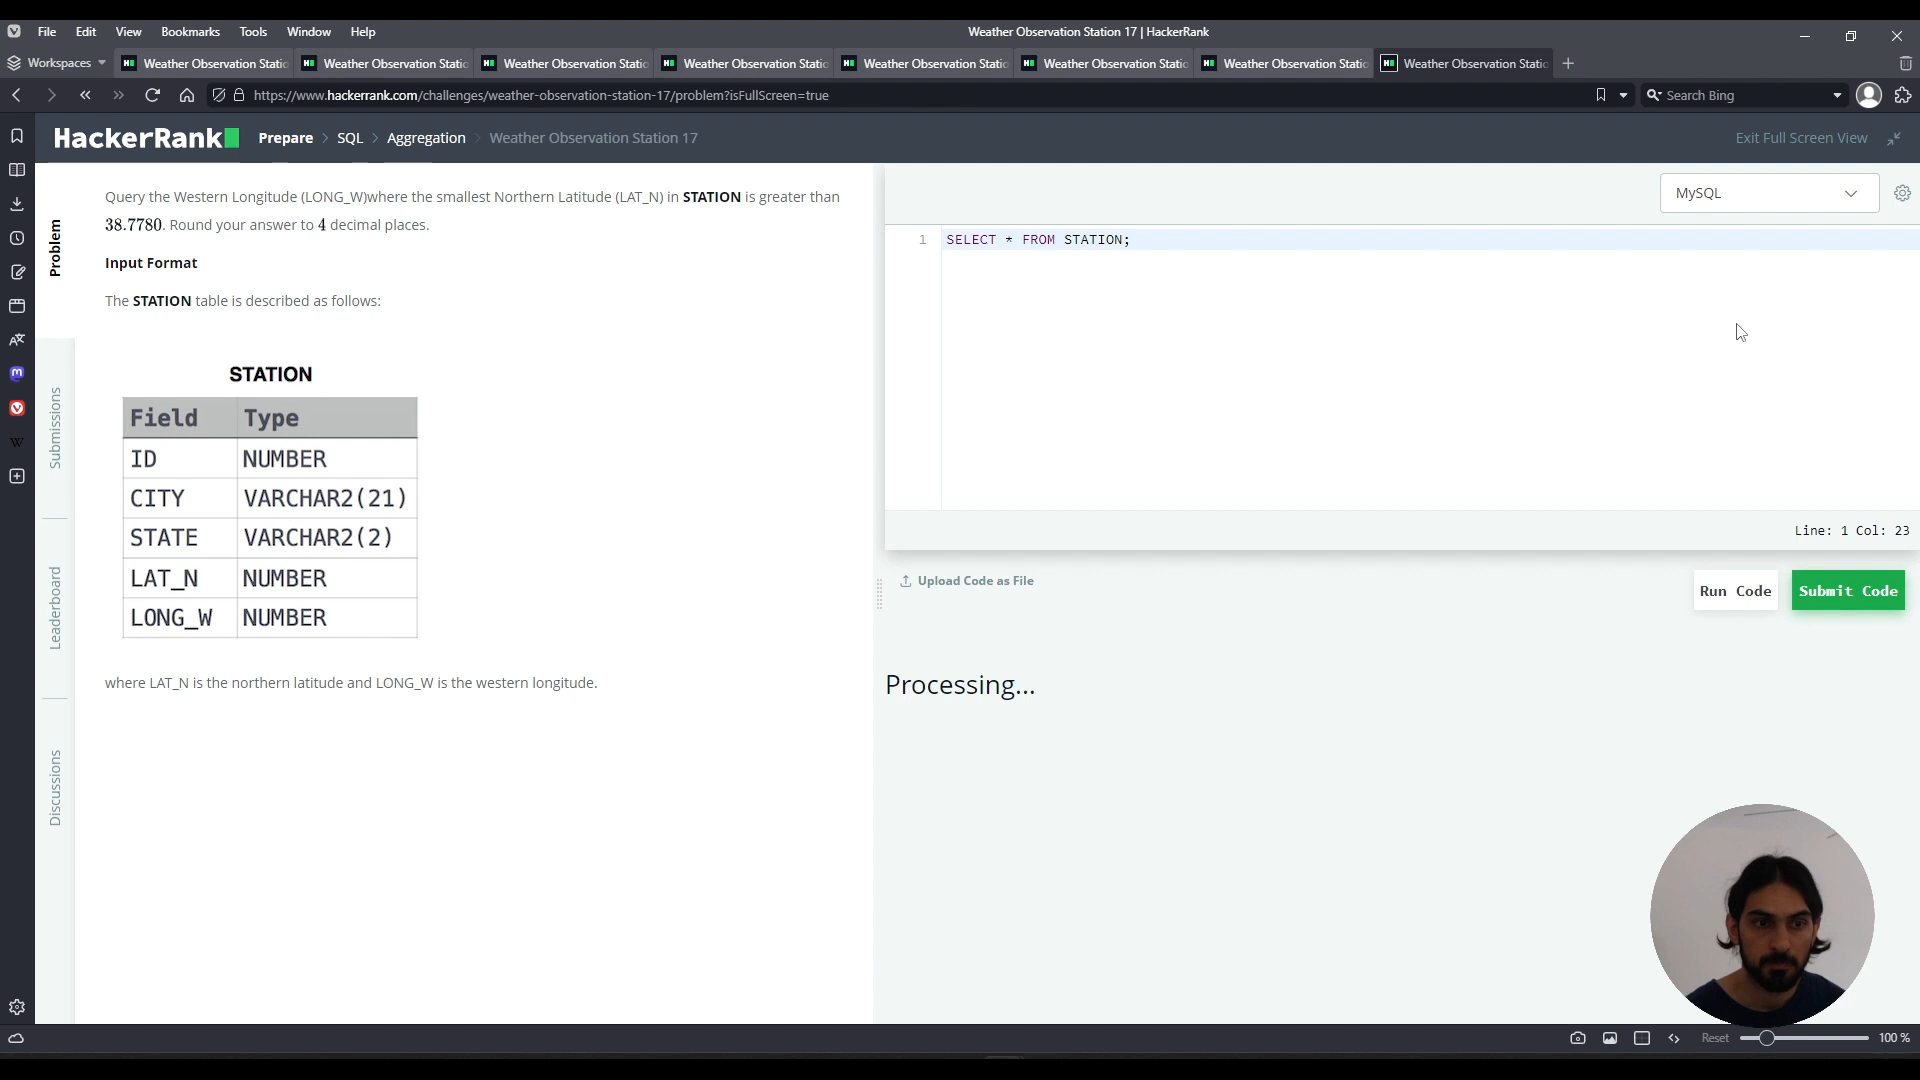 File Edit View Bookmarks Tools Window Help
Weather Observation Station 17 | HackerRank
Workspaces
Weather Observation Static
Weather Observation Static
Weather Observation Static
Weather Observation Static
Weather Observation Static
Weather Observation Static
Weather Observation Static
Weather Observation Static
https://www.hackerrank.com/challenges/weather-observation-station-17/problem?isFullScreen=true
Search Bing
HackerRank
Prepare > SQL > Aggregation > Weather Observation Station 17
Exit Full Screen View
Problem
Submissions
Leaderboard
Discussions
Query the Western Longitude (LONG_W)where the smallest Northern Latitude (LAT_N) in STATION is greater than
38.7780. Round your answer to 4 decimal places.
Input Format
The STATION table is described as follows:
STATION
Field Type
ID NUMBER
CITY VARCHAR2(21)
STATE VARCHAR2(2)
LAT_N NUMBER
LONG_W NUMBER
where LAT_N is the northern latitude and LONG_W is the western longitude.
MySQL
1 SELECT * FROM STATION;
Line: 1 Col: 23
Upload Code as File
Run Code
Submit Code
Processing...
Reset
100 %